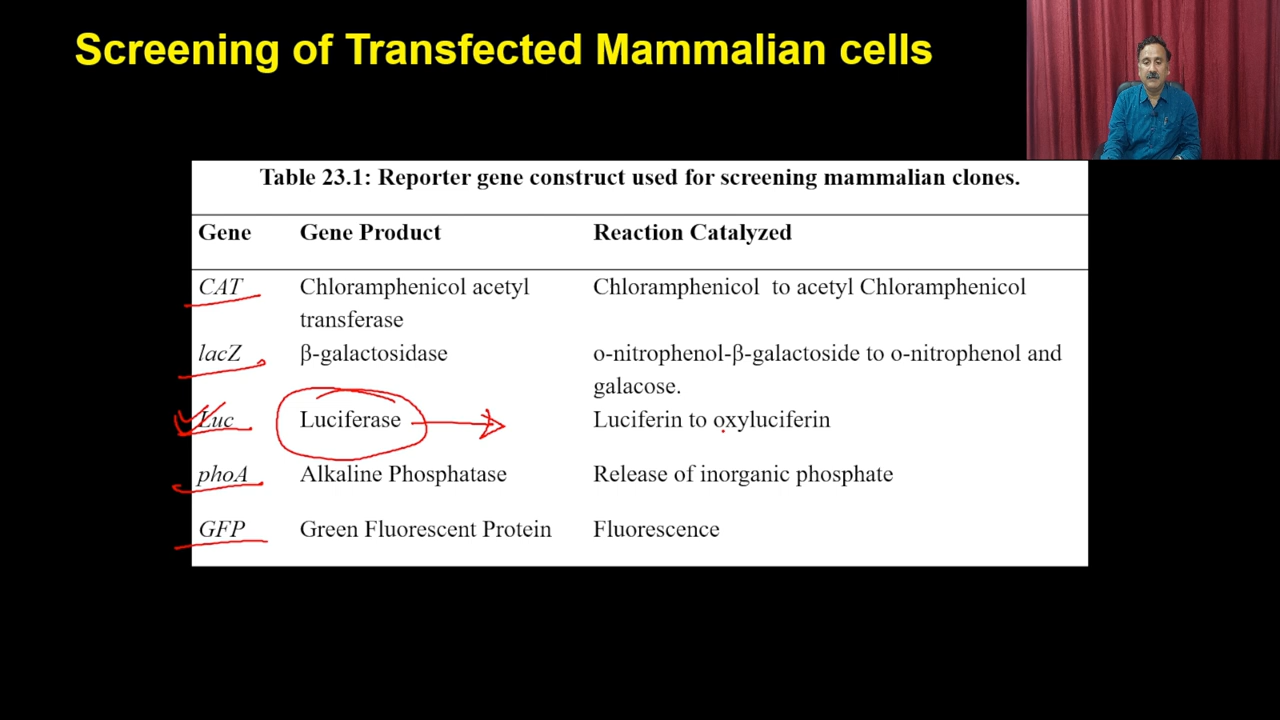 Screening of Transfected Mammalian cells
Table 23.1: Reporter gene construct used for screening mammalian clones.
Gene Gene Product Reaction Catalyzed
CAT Chloramphenicol acetyl Chloramphenicol to acetyl Chloramphenicol
transferase
lacZ β-galactosidase o-nitrophenol-β-galactoside to o-nitrophenol and
galacose.
Luc Luciferase Luciferin to oxyluciferin
phoA Alkaline Phosphatase Release of inorganic phosphate
GFP Green Fluorescent Protein Fluorescence